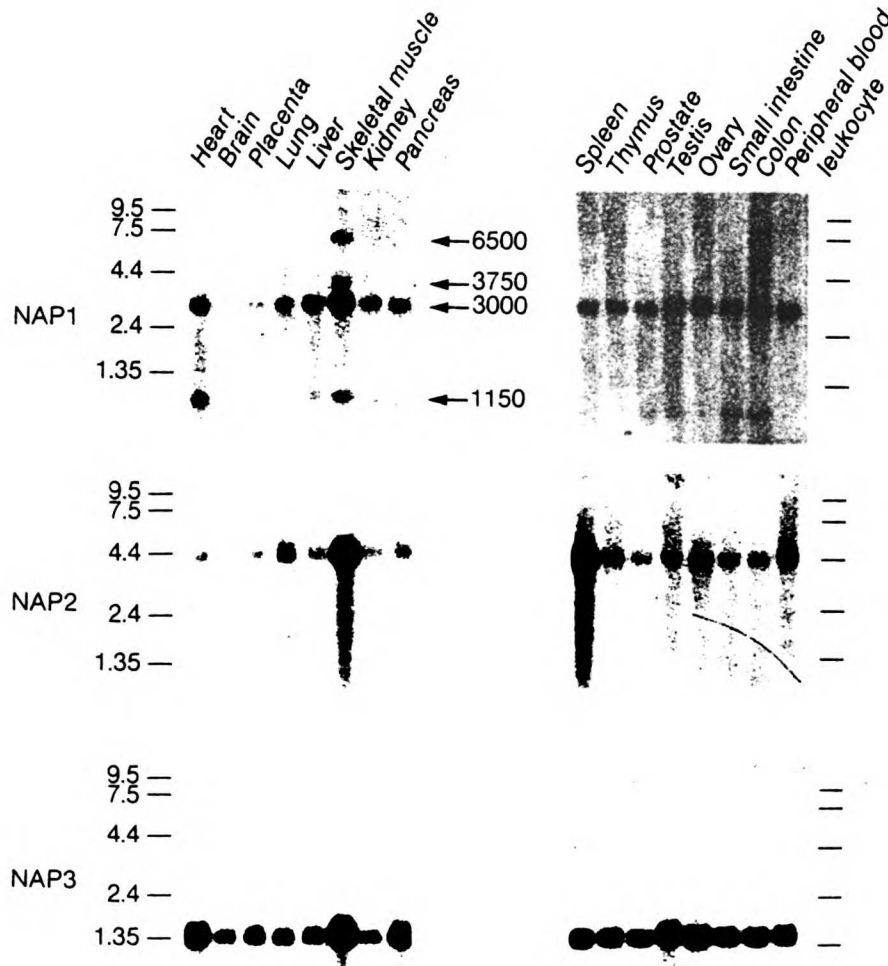 Heart
Brain
Placenta
Lung
Liver
Skeletal muscle
Kidney
Pancreas
Spleen
Thymus
Prostate
Testis
Ovary
Small intestine
Colon
Peripheral blood
leukocyte
NAP1
9.5
7.5
4.4
2.4
1.35
6500
3750
3000
1150
NAP2
9.5
7.5
4.4
2.4
1.35
NAP3
9.5
7.5
4.4
2.4
1.35